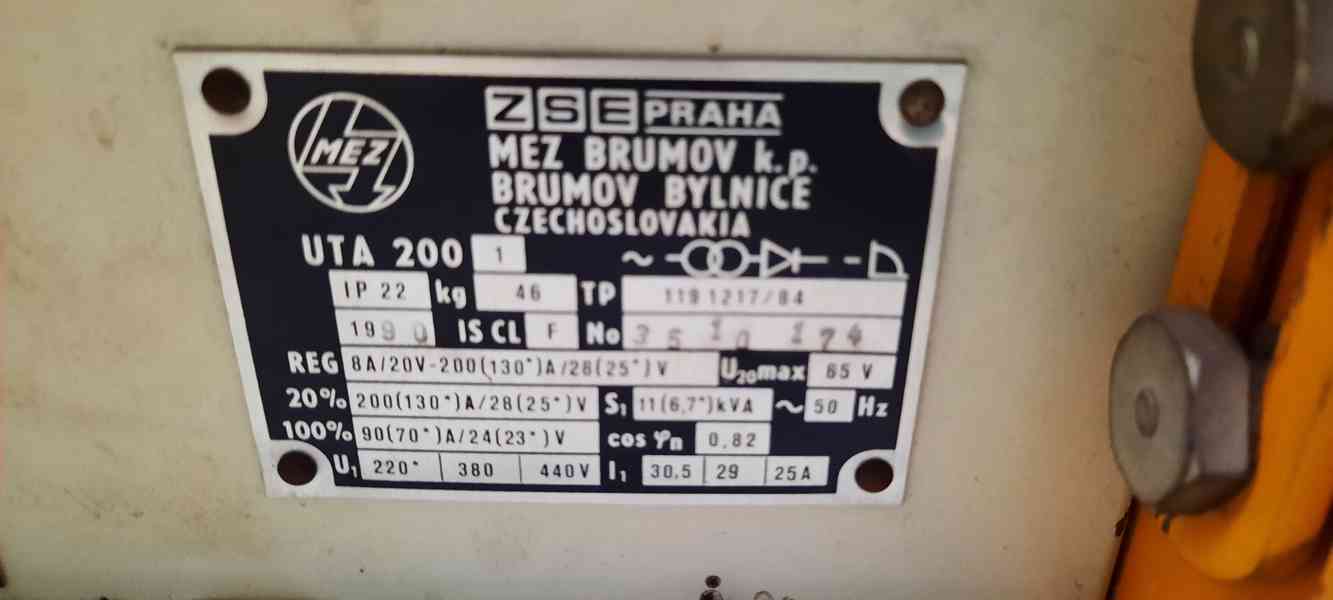 MEZ
ZSE PRAHA
MEZ BRUMOV k.p.
BRUMOV BYLNICE
CZECHOSLOVAKIA
UTA 200 1 ~
IP 22 kg 46 TP 119 1217/84
1990 IS CL F No 3510 174
REG 8A/20V-200(130*)A/28(25*)V U20max 65 V
20% 200(130*)A/28(25*)V S1 11(6,7*)kVA ~50 Hz
100% 90(70*)A/24(23*)V cos φn 0,82
U1 220* 380 440V I1 30,5 29 25A